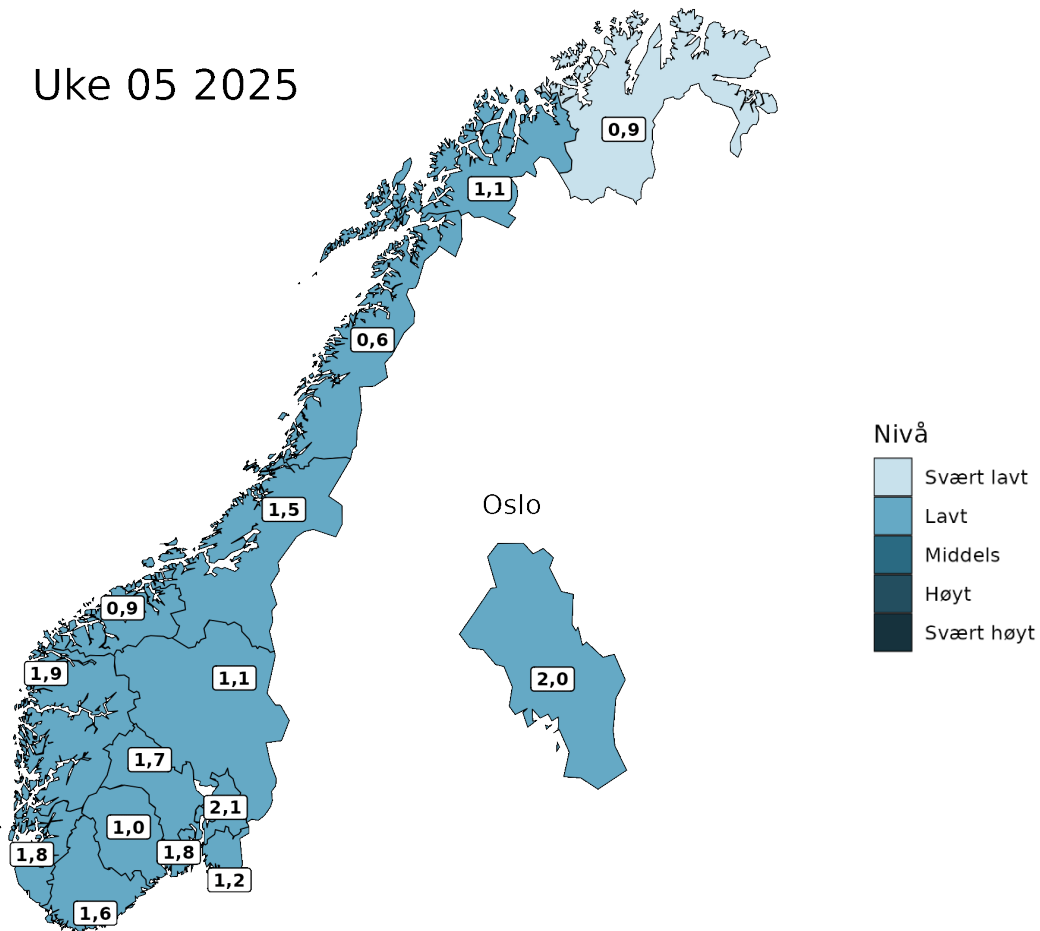 Uke 05 2025
0,9
1,1
0,6
Nivå
Svært lavt
Lavt
Middels
Høyt
Svært høyt
1,5
Oslo
0,9
1,9
1,1
2,0
1,7
2,1
1,0
1,8
1,8
1,2
1,6